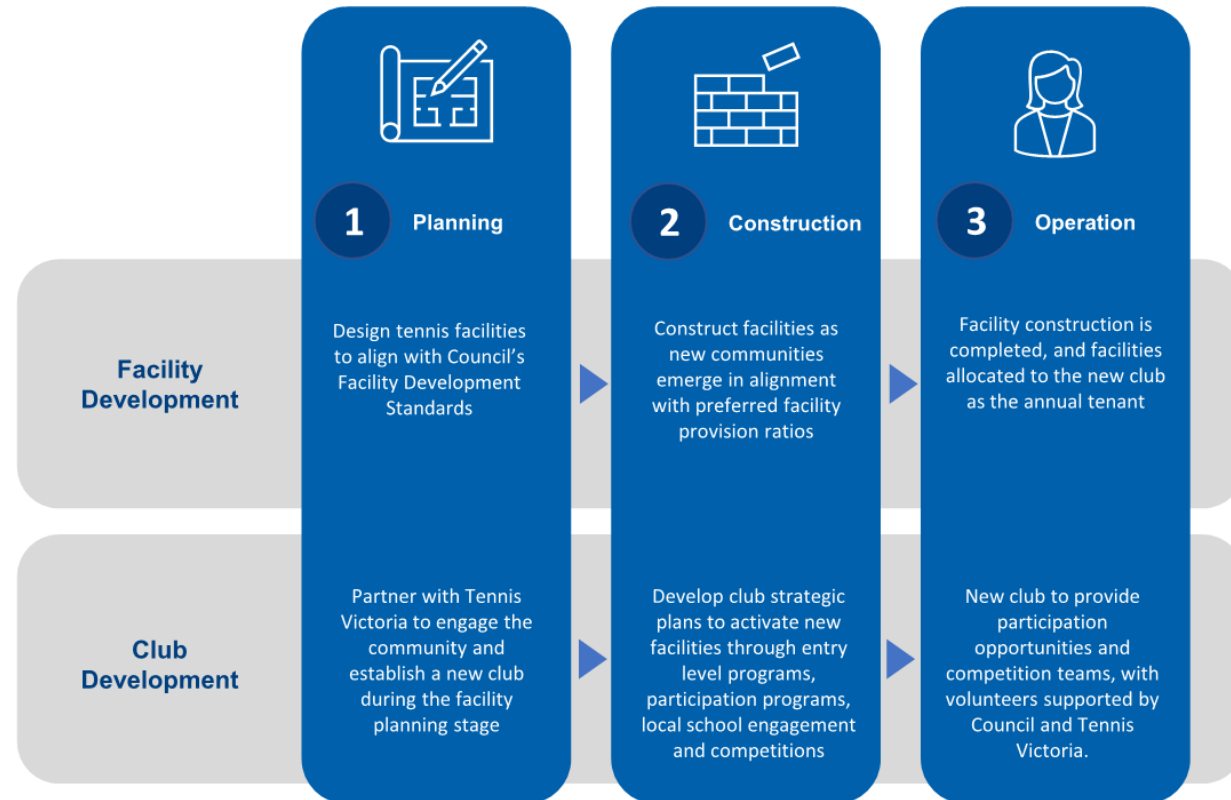 1 Planning
2 Construction
3 Operation
Facility
Development
Design tennis facilities
to align with Council’s
Facility Development
Standards
Construct facilities as
new communities
emerge in alignment
with preferred facility
provision ratios
Facility construction is
completed, and facilities
allocated to the new club
as the annual tenant
Club
Development
Partner with Tennis
Victoria to engage the
community and
establish a new club
during the facility
planning stage
Develop club strategic
plans to activate new
facilities through entry
level programs,
participation programs,
local school engagement
and competitions
New club to provide
participation
opportunities and
competition teams, with
volunteers supported by
Council and Tennis
Victoria.